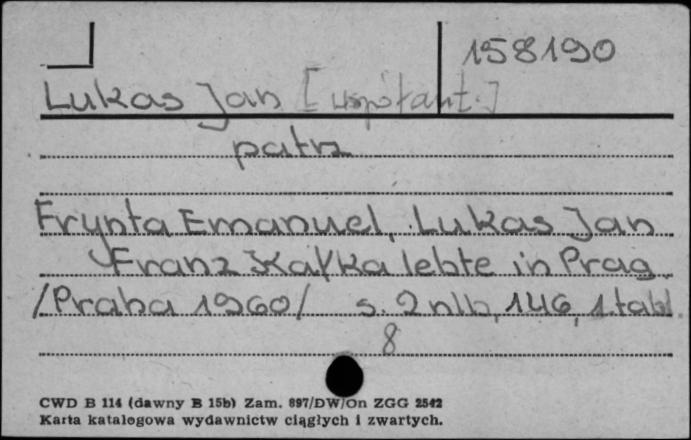 158190
Lukas Jan [współaut.]
patrz
Frynta Emanuel, Lukas Jan
Franz Kafka lebte in Prag.
/Praha 1960/ s. 2 nlb, 146, 1 tabl.
8
CWD B 114 (dawny B 15b) Zam. 897/DW/On ZGG 2542
Karta katalogowa wydawnictw ciągłych i zwartych.